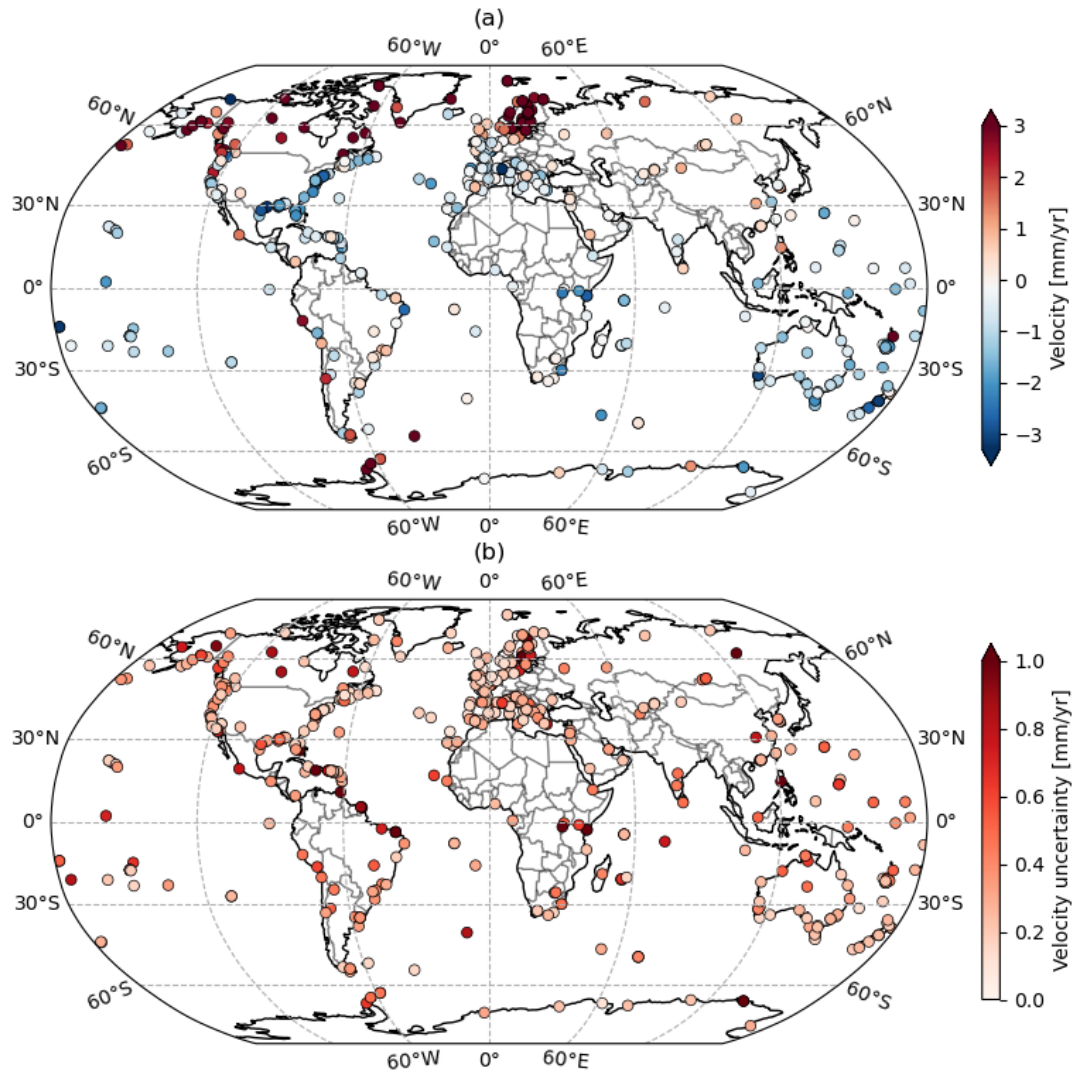 (a)
60°W 0° 60°E
60°N 60°N
30°N 30°N
0° 0°
30°S 30°S
60°S 60°S
60°W 0° 60°E
3
2
1
0
−1
−2
−3
Velocity [mm/yr]
(b)
60°W 0° 60°E
60°N 60°N
30°N 30°N
0° 0°
30°S 30°S
60°S 60°S
60°W 0° 60°E
1.0
0.8
0.6
0.4
0.2
0.0
Velocity uncertainty [mm/yr]